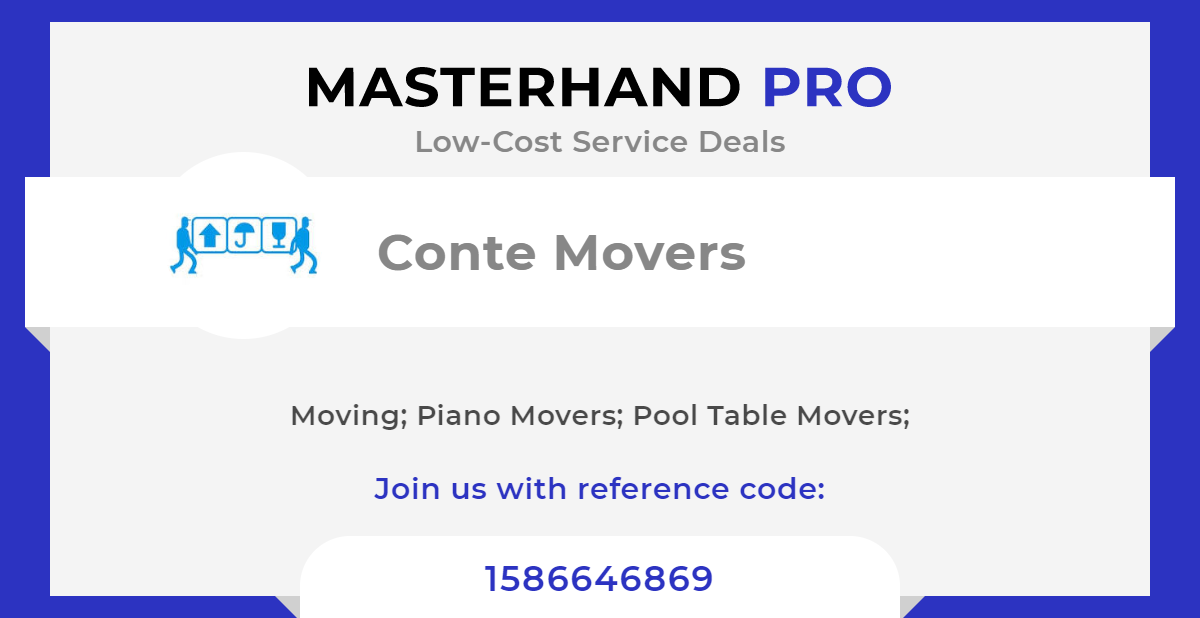 MASTERHAND PRO
Low-Cost Service Deals
Conte Movers
Moving; Piano Movers; Pool Table Movers;
Join us with reference code:
1586646869